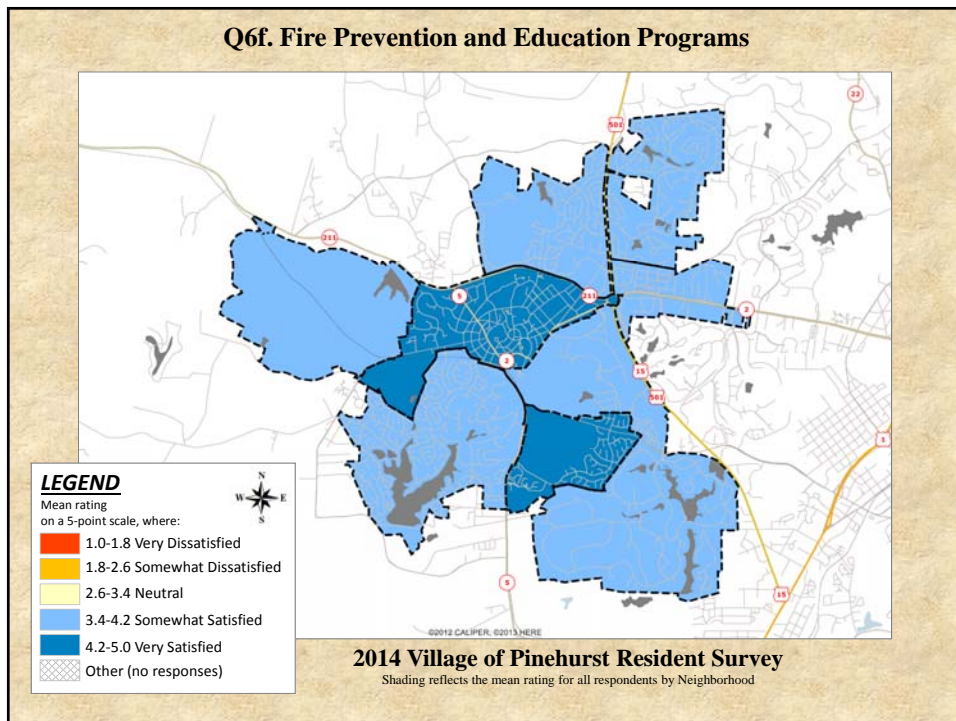 Q6f. Fire Prevention and Education Programs
22
501
211
5
211
2
2
15
501
1
5
15
LEGEND
N
W E
S
Mean rating
on a 5-point scale, where:
1.0-1.8 Very Dissatisfied
1.8-2.6 Somewhat Dissatisfied
2.6-3.4 Neutral
3.4-4.2 Somewhat Satisfied
4.2-5.0 Very Satisfied
Other (no responses)
©2012 CALIPER, ©2013 HERE
2014 Village of Pinehurst Resident Survey
Shading reflects the mean rating for all respondents by Neighborhood